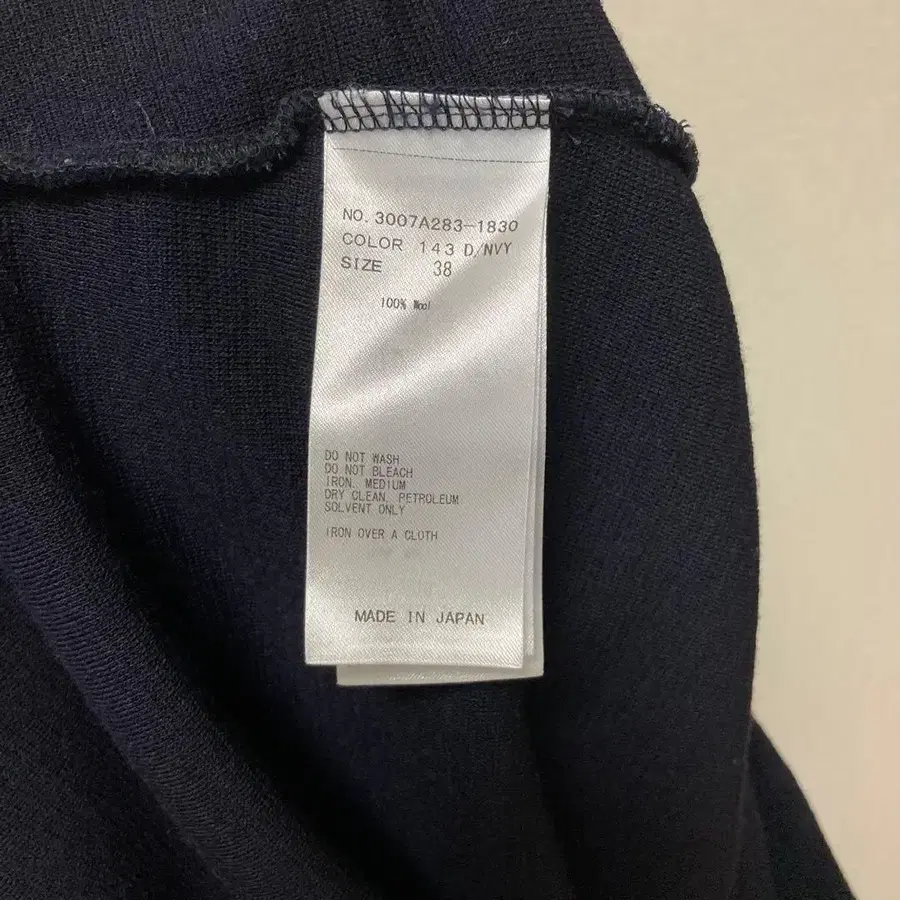 NO. 3007A283-1830
COLOR 143 D/NVY
SIZE 38
100% Wool
DO NOT WASH
DO NOT BLEACH
IRON. MEDIUM
DRY CLEAN. PETROLEUM
SOLVENT ONLY
IRON OVER A CLOTH
MADE IN JAPAN